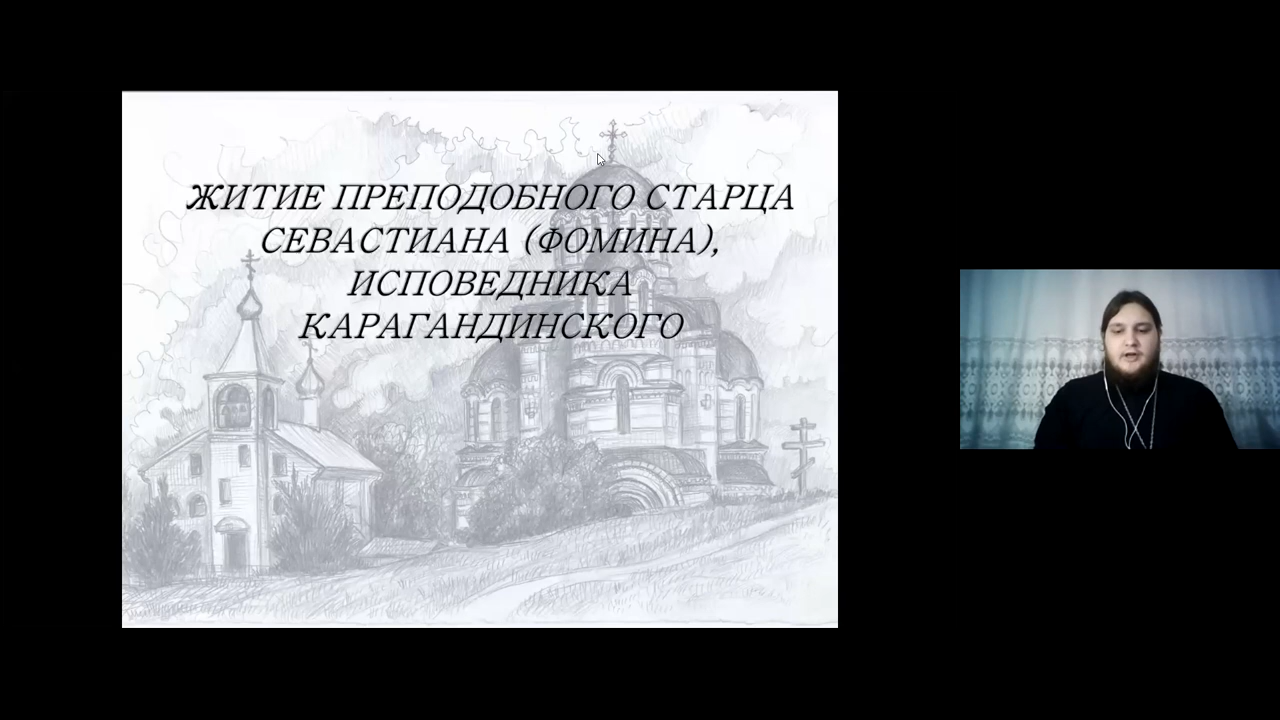 ЖИТИЕ ПРЕПОДОБНОГО СТАРЦА
СЕВАСТИАНА (ФОМИНА),
ИСПОВЕДНИКА
КАРАГАНДИНСКОГО